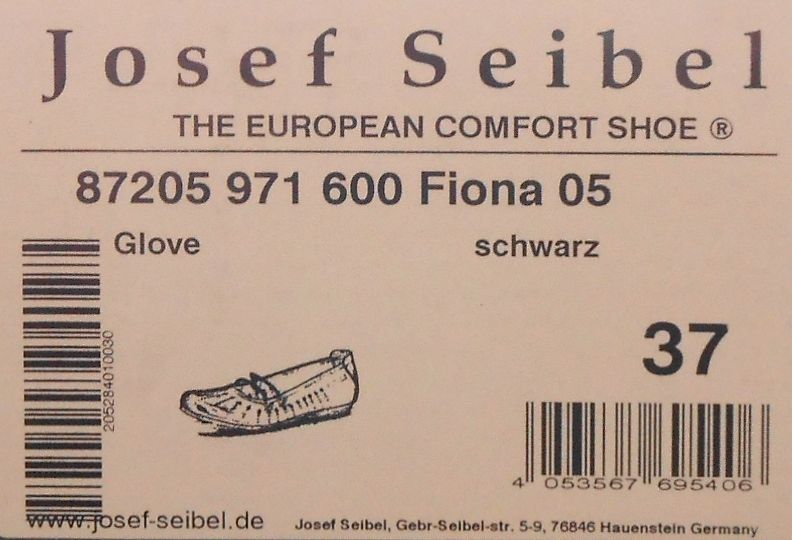 Josef Seibel
THE EUROPEAN COMFORT SHOE ®
87205 971 600 Fiona 05
Glove schwarz
205284010030
37
4 053567 695406
www.josef-seibel.de
Josef Seibel, Gebr-Seibel-str. 5-9, 76846 Hauenstein Germany